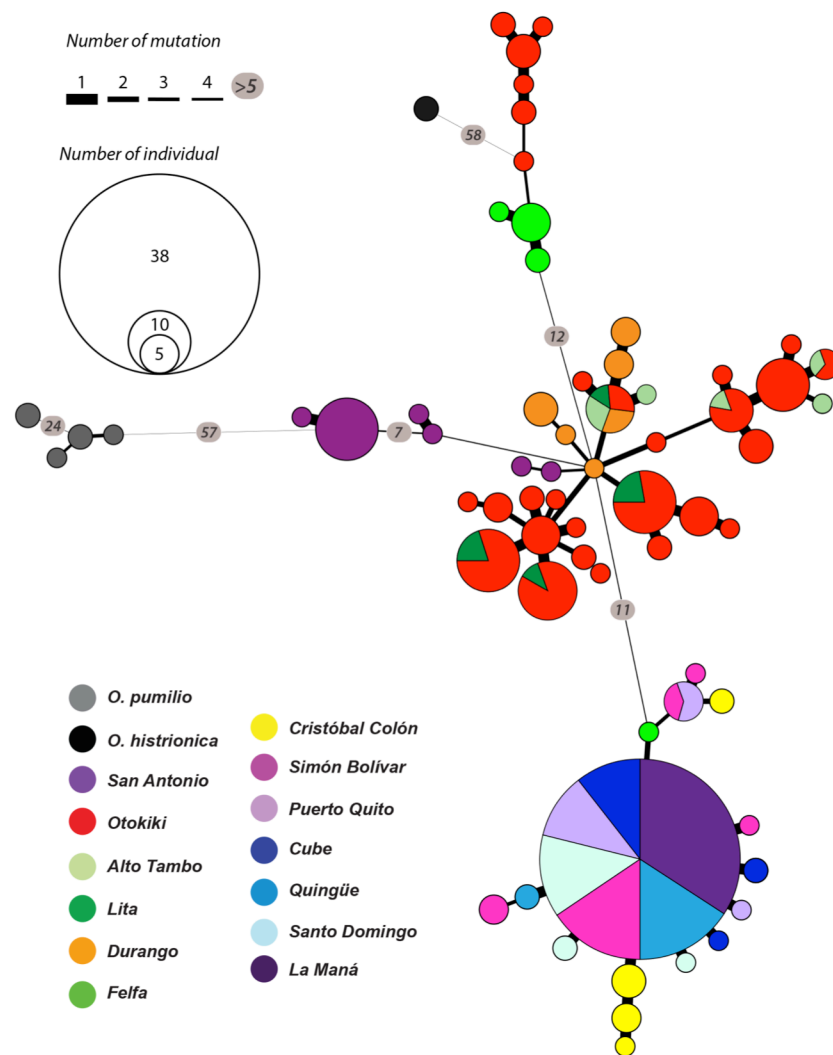 Number of mutation
1 2 3 4 >5
Number of individual
38
10
5
58
12
24
57
7
11
O. pumilio
O. histrionica
San Antonio
Otokiki
Alto Tambo
Lita
Durango
Felfa
Cristóbal Colón
Simón Bolívar
Puerto Quito
Cube
Quingüe
Santo Domingo
La Maná